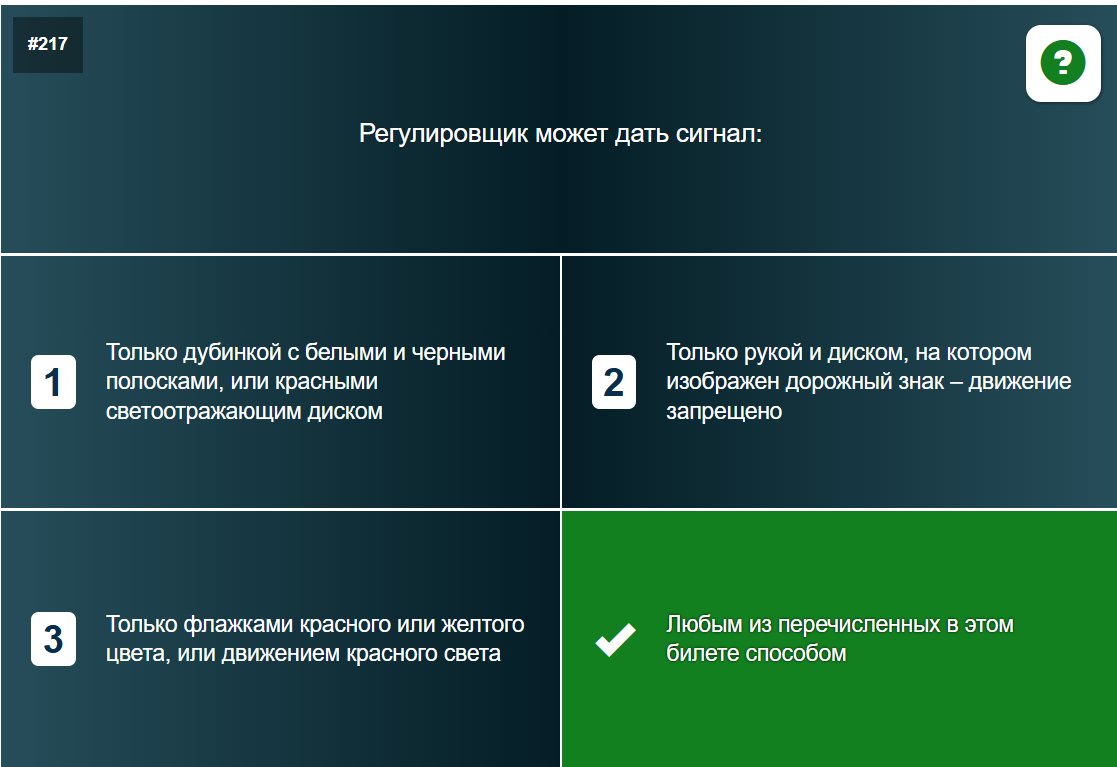 #217
?
Регулировщик может дать сигнал:
1
Только дубинкой с белыми и черными
полосками, или красными
светоотражающим диском
2
Только рукой и диском, на котором
изображен дорожный знак – движение
запрещено
3
Только флажками красного или желтого
цвета, или движением красного света
Любым из перечисленных в этом
билете способом